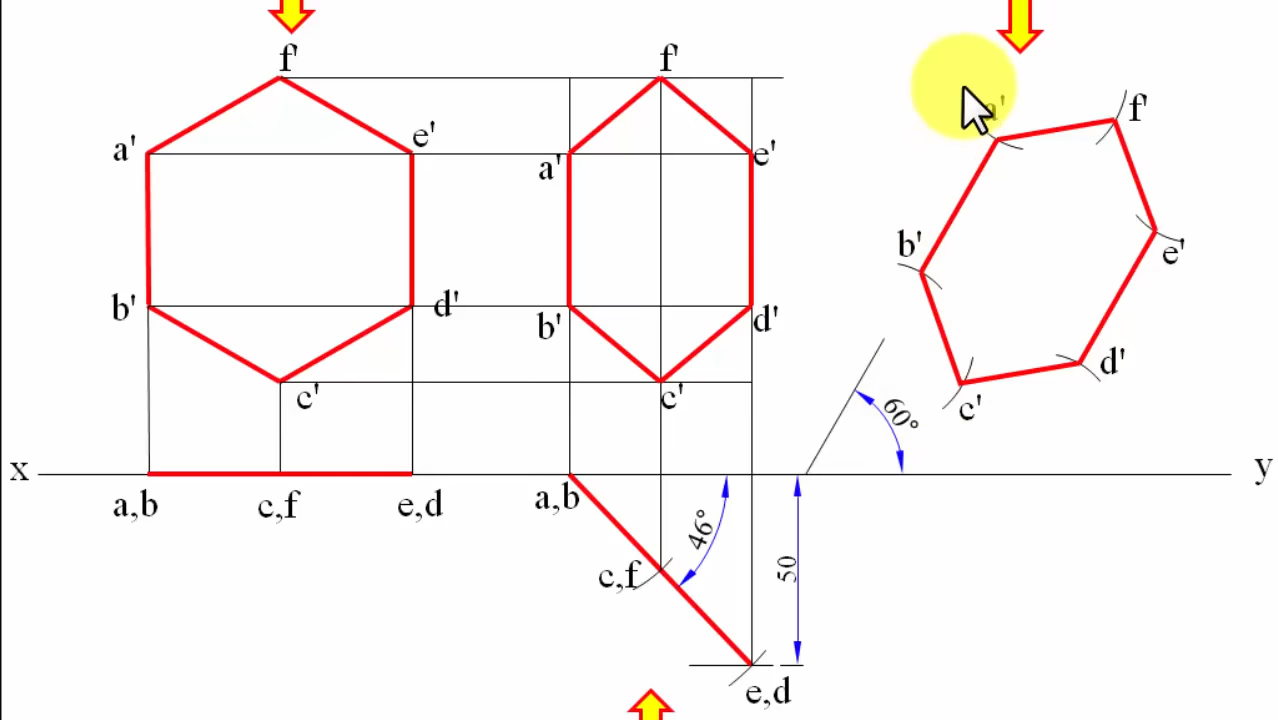 f' f'
a' f'
a' e' a' e'
b' e'
b' d' b' d'
c' c' c' d'
60°
x y
a,b c,f e,d a,b
46°
c,f 50
e,d